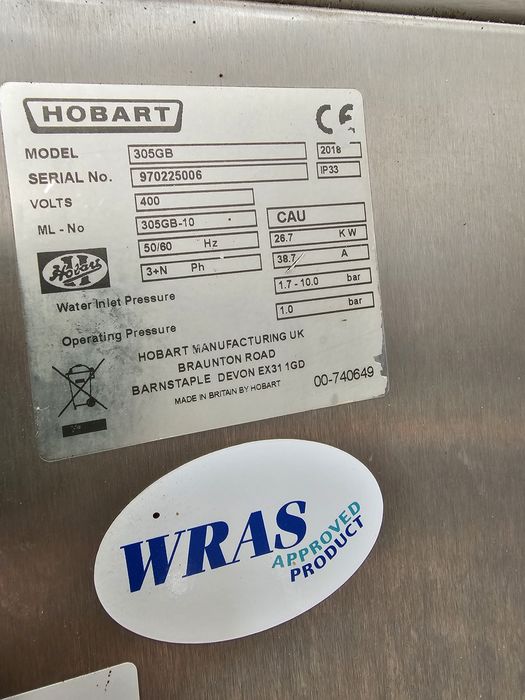 HOBART
CE
MODEL 305GB 2018
SERIAL No. 970225006 IP33
VOLTS 400
ML - No 305GB-10 CAU
50/60 Hz 26.7 KW
Hobart
3+N Ph 38.7 A
Water Inlet Pressure 1.7 - 10.0 bar
Operating Pressure 1.0 bar
HOBART MANUFACTURING UK
BRAUNTON ROAD
BARNSTAPLE DEVON EX31 1GD
MADE IN BRITAIN BY HOBART
00-740649
WRAS
APPROVED
PRODUCT